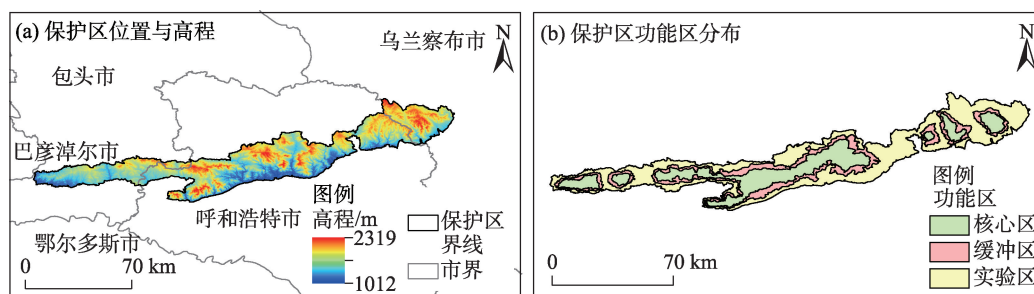 (a) 保护区位置与高程
N
乌兰察布市
包头市
巴彦淖尔市
呼和浩特市
鄂尔多斯市
0 70 km
图例
高程/m
2319
1012
保护区
界线
市界
(b) 保护区功能区分布
N
0 70 km
图例
功能区
核心区
缓冲区
实验区